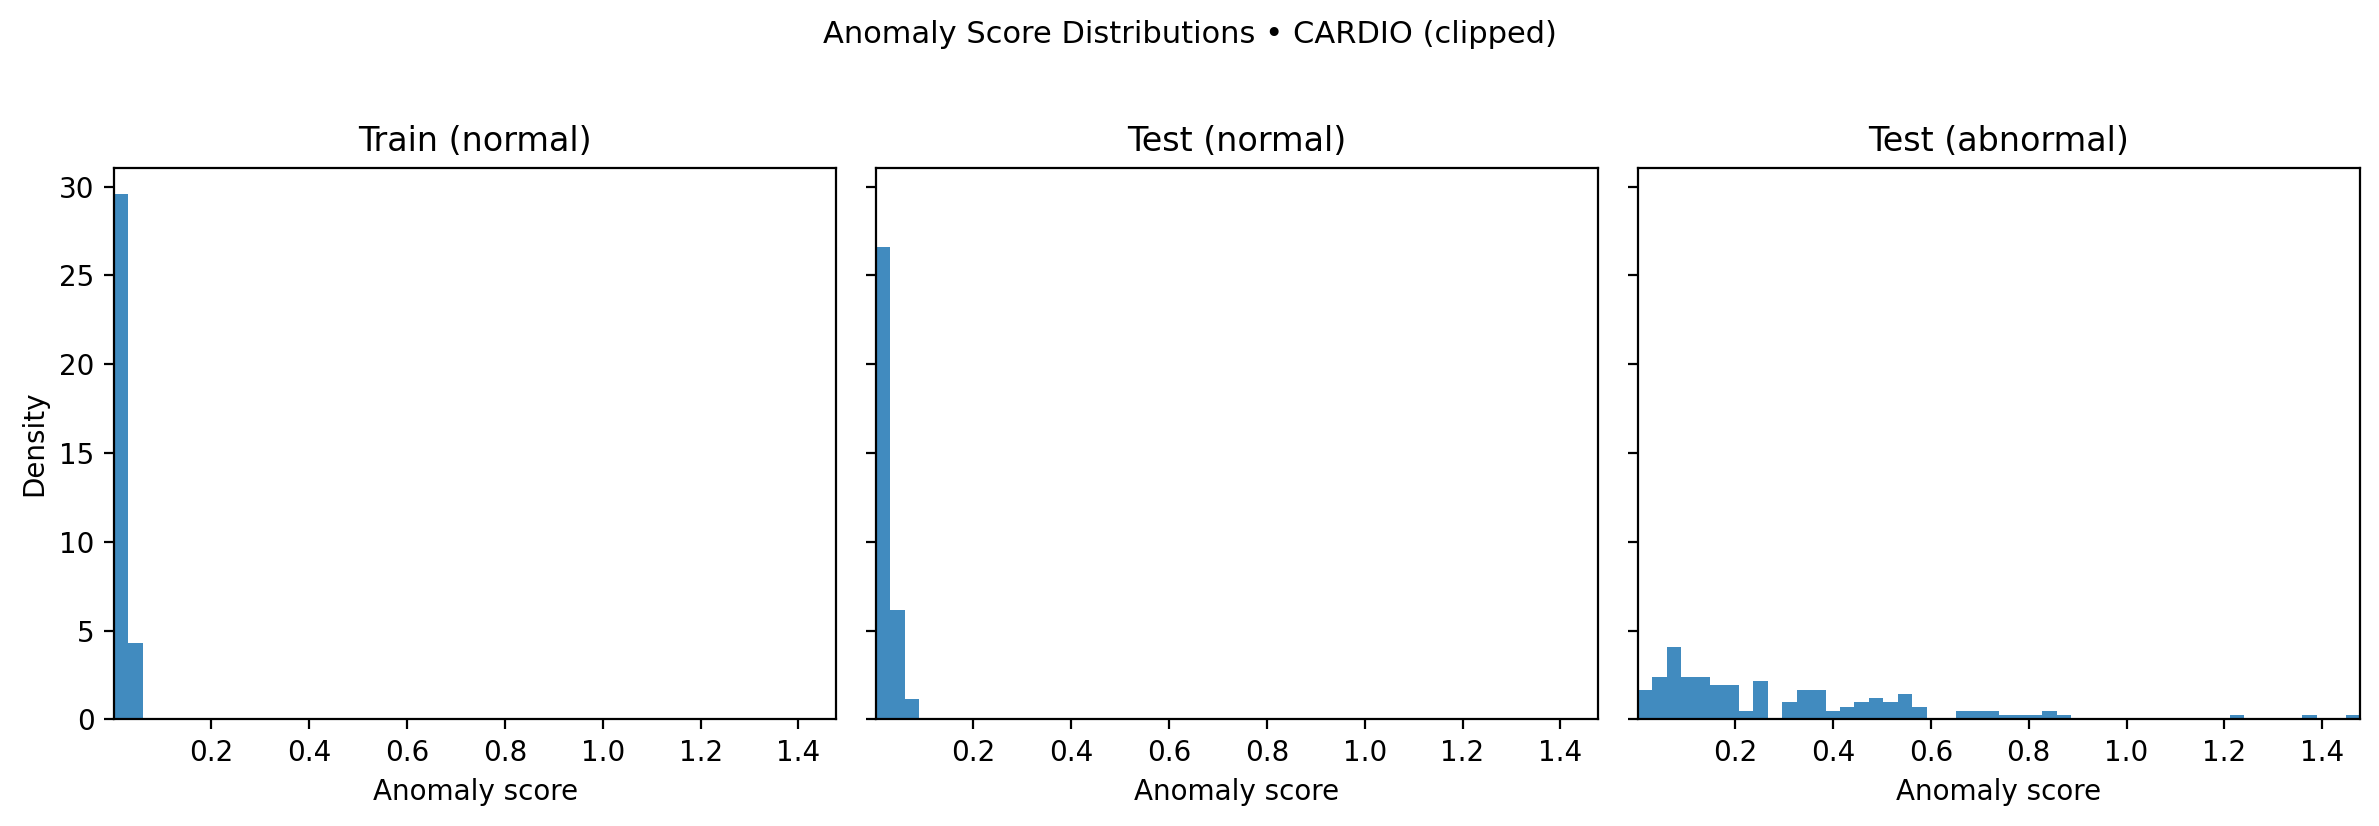 Anomaly Score Distributions • CARDIO (clipped)
Train (normal)
Test (normal)
Test (abnormal)
Density
30
25
20
15
10
5
0
0.2 0.4 0.6 0.8 1.0 1.2 1.4
0.2 0.4 0.6 0.8 1.0 1.2 1.4
0.2 0.4 0.6 0.8 1.0 1.2 1.4
Anomaly score
Anomaly score
Anomaly score